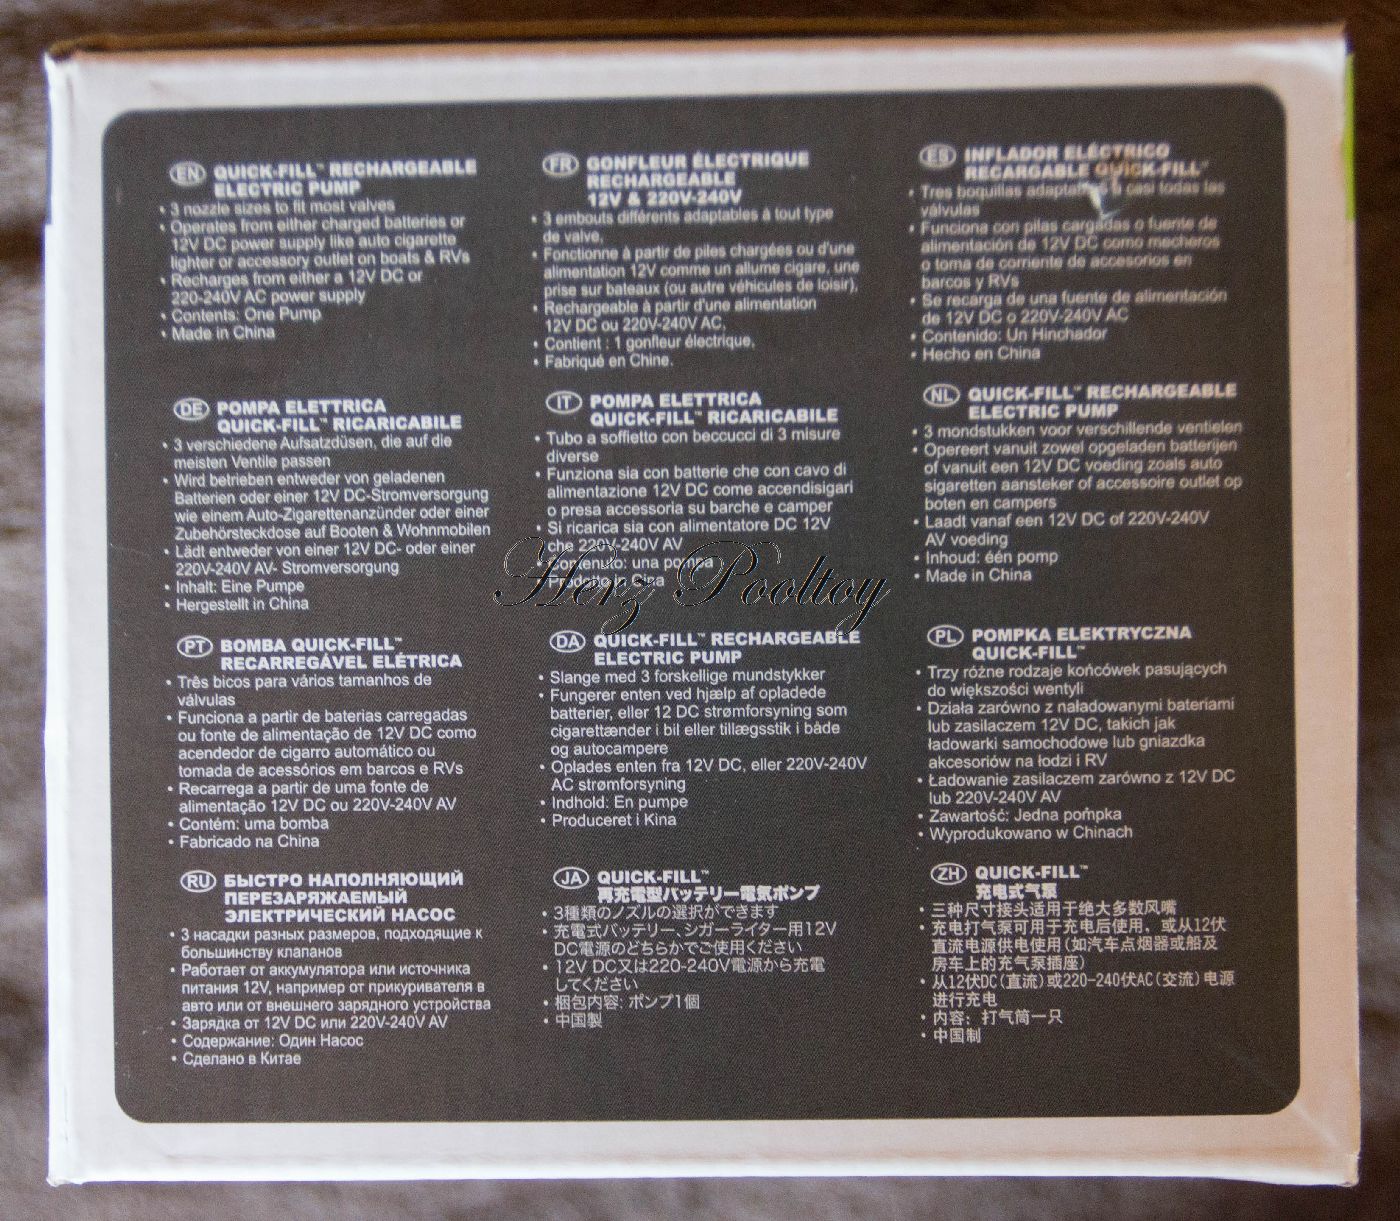 EN QUICK-FILL™ RECHARGEABLE
ELECTRIC PUMP
• 3 nozzle sizes to fit most valves
• Operates from either charged batteries or
12V DC power supply like auto cigarette
lighter or accessory outlet on boats & RVs
• Recharges from either a 12V DC or
220-240V AC power supply
• Contents: One Pump
• Made in China
FR GONFLEUR ÉLECTRIQUE
RECHARGEABLE
12V & 220V-240V
• 3 embouts différents adaptables à tout type
de valve.
• Fonctionne à partir de piles chargées ou d'une
alimentation 12V comme un allume cigare, une
prise sur bateaux (ou autre véhicules de loisir).
• Rechargeable à partir d'une alimentation
12V DC ou 220V-240V AC.
• Contient : 1 gonfleur électrique.
• Fabriqué en Chine.
ES INFLADOR ELÉCTRICO
RECARGABLE QUICK-FILL™
• Tres boquillas casi todas las
válvulas
• Funciona con pilas cargadas o fuente de
alimentación de 12V DC como mecheros
o toma de corriente de accesorios en
barcos y RVs
• Se recarga de una fuente de alimentación
de 12V DC o 220V-240V AC
• Contenido: Un Hinchador
• Hecho en China
DE POMPA ELETTRICA
QUICK-FILL™ RICARICABILE
• 3 verschiedene Aufsatzdüsen, die auf die
meisten Ventile passen
• Wird betrieben entweder von geladenen
Batterien oder einer 12V DC-Stromversorgung
wie einem Auto-Zigarettenanzünder oder einer
Zubehörsteckdose auf Booten & Wohnmobilen
• Lädt entweder von einer 12V DC- oder einer
220V-240V AV- Stromversorgung
• Inhalt: Eine Pumpe
• Hergestellt in China
IT POMPA ELETTRICA
QUICK-FILL™ RICARICABILE
• Tubo a soffietto con beccucci di 3 misure
diverse
• Funziona sia con batterie che con cavo di
alimentazione 12V DC come accendisigari
o presa accessoria su barche e camper
• Si ricarica sia con alimentatore DC 12V
che 220V-240V AV
• Contenuto: una pompa
Herz Pooltoy
NL QUICK-FILL™ RECHARGEABLE
ELECTRIC PUMP
• 3 mondstukken voor verschillende ventielen
• Opereert vanuit zowel opgeladen batterijen
of vanuit een 12V DC voeding zoals auto
sigaretten aansteker of accessoire outlet op
boten en campers
• Laadt vanaf een 12V DC of 220V-240V
AV voeding
• Inhoud: één pomp
• Made in China
PT BOMBA QUICK-FILL™
RECARREGÁVEL ELÉTRICA
• Três bicos para vários tamanhos de
válvulas
• Funciona a partir de baterias carregadas
ou fonte de alimentação de 12V DC como
acendedor de cigarro automático ou
tomada de acessórios em barcos e RVs
• Recarrega a partir de uma fonte de
alimentação 12V DC ou 220V-240V AV
• Contém: uma bomba
• Fabricado na China
DA QUICK-FILL™ RECHARGEABLE
ELECTRIC PUMP
• Slange med 3 forskellige mundstykker
• Fungerer enten ved hjælp af opladede
batterier, eller 12 DC strømforsyning som
cigarettænder i bil eller tillægsstik i både
og autocampere
• Oplades enten fra 12V DC, eller 220V-240V
AC strømforsyning
• Indhold: En pumpe
• Produceret i Kina
PL POMPKA ELEKTRYCZNA
QUICK-FILL™
• Trzy różne rodzaje końcówek pasujących
do większości wentyli
• Działa zarówno z naładowanymi bateriami
lub zasilaczem 12V DC, takich jak
ładowarki samochodowe lub gniazdka
akcesoriów na łodzi i RV
• Ładowanie zasilaczem zarówno z 12V DC
lub 220V-240V AV
• Zawartość: Jedna pompka
• Wyprodukowano w Chinach
RU БЫСТРО НАПОЛНЯЮЩИЙ
ПЕРЕЗАРЯЖАЕМЫЙ
ЭЛЕКТРИЧЕСКИЙ НАСОС
• 3 насадки разных размеров, подходящие к
большинству клапанов
• Работает от аккумулятора или источника
питания 12V, например от прикуривателя в
авто или от внешнего зарядного устройства
• Зарядка от 12V DC или 220V-240V AV
• Содержание: Один Насос
• Сделано в Китае
JA QUICK-FILL™
再充電型バッテリー電気ポンプ
• 3種類のノズルの選択ができます
• 充電式バッテリー、シガーライター用12V
DC電源のどちらかでご使用ください
• 12V DC又は220-240V電源から充電
してください
• 梱包内容: ポンプ1個
• 中国製
ZH QUICK-FILL™
充电式气泵
• 三种尺寸接头适用于绝大多数风嘴
• 充电打气泵可用于充电后使用，或从12伏
直流电源供电使用(如汽车点烟器或船及
房车上的充气泵插座)
• 从12伏DC(直流)或220-240伏AC(交流)电源
进行充电
• 内容: 打气筒一只
• 中国制